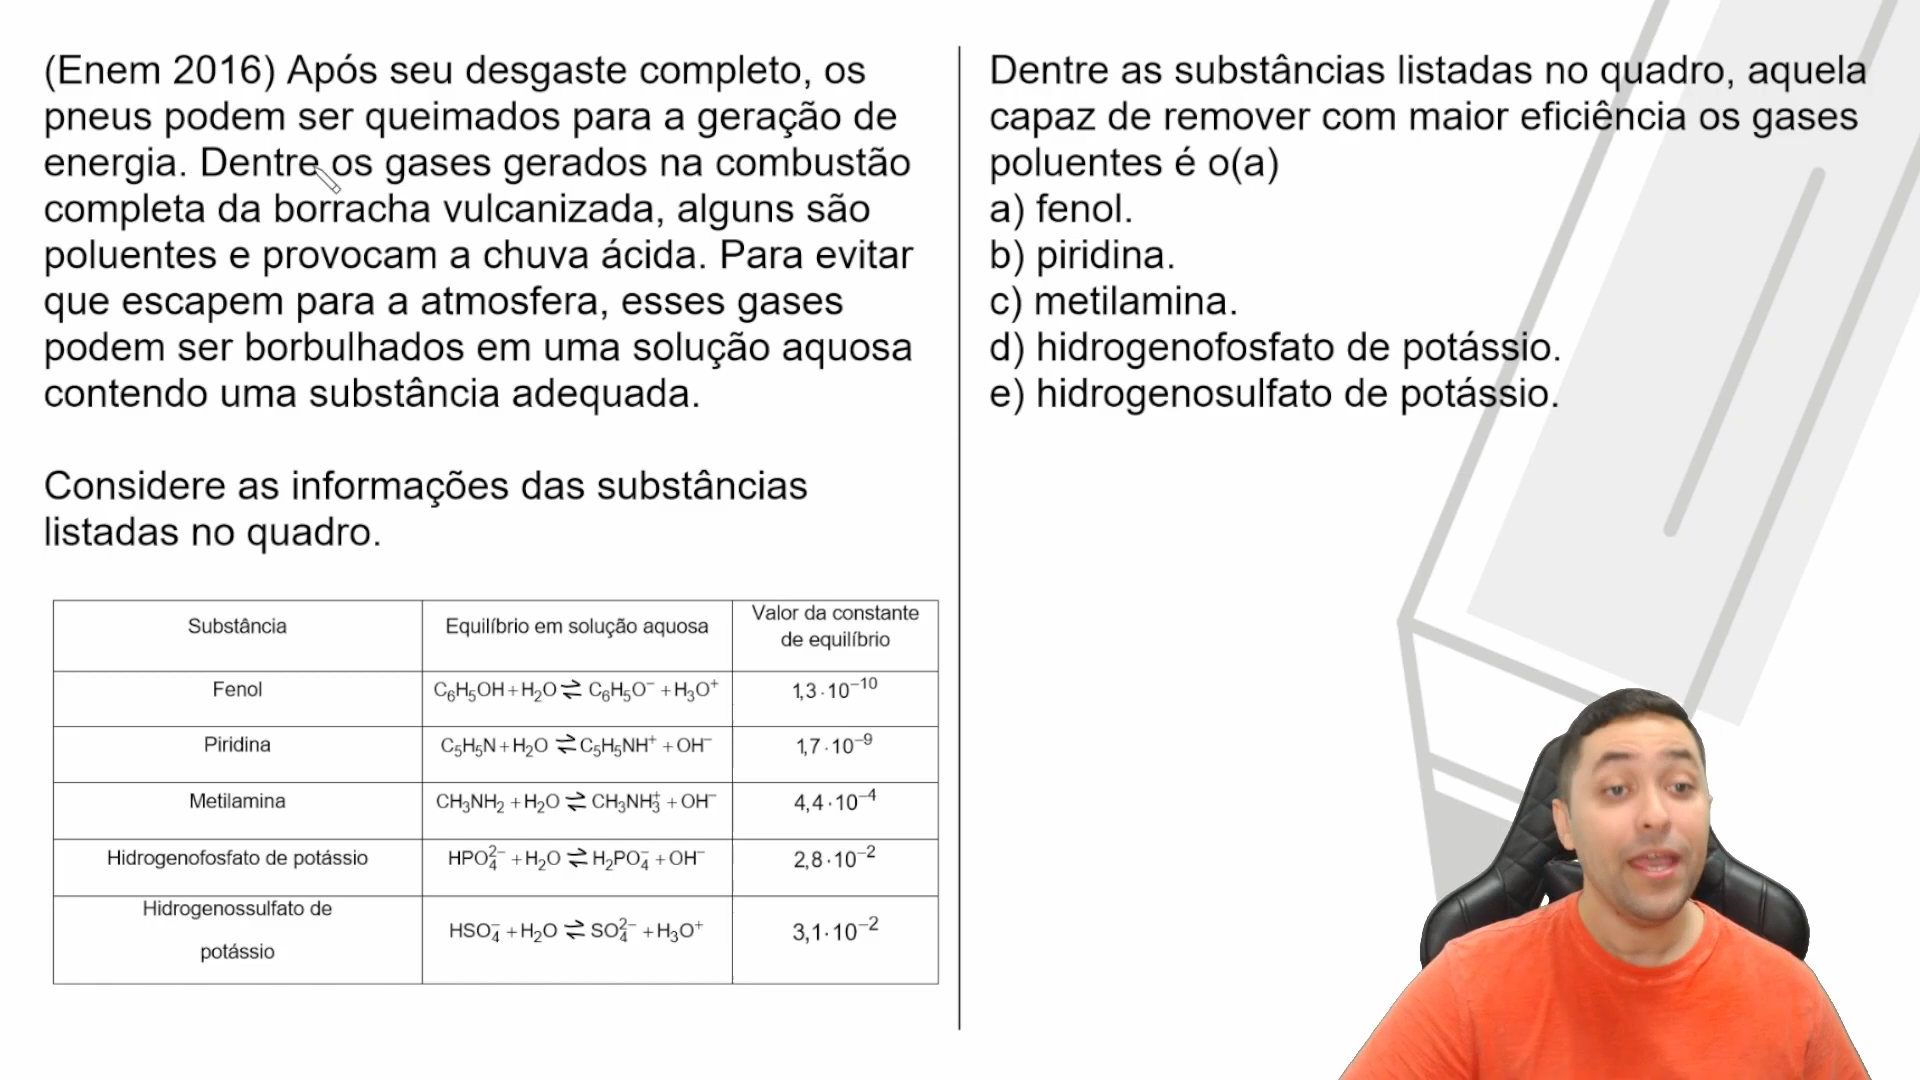 (Enem 2016) Após seu desgaste completo, os
pneus podem ser queimados para a geração de
energia. Dentre os gases gerados na combustão
completa da borracha vulcanizada, alguns são
poluentes e provocam a chuva ácida. Para evitar
que escapem para a atmosfera, esses gases
podem ser borbulhados em uma solução aquosa
contendo uma substância adequada.
Considere as informações das substâncias
listadas no quadro.
Substância Equilíbrio em solução aquosa Valor da constante de equilíbrio
Fenol C₆H₅OH + H₂O ⇌ C₆H₅O⁻ + H₃O⁺ 1,3·10⁻¹⁰
Piridina C₅H₅N + H₂O ⇌ C₅H₅NH⁺ + OH⁻ 1,7·10⁻⁹
Metilamina CH₃NH₂ + H₂O ⇌ CH₃NH₃⁺ + OH⁻ 4,4·10⁻⁴
Hidrogenofosfato de potássio HPO₄²⁻ + H₂O ⇌ H₂PO₄⁻ + OH⁻ 2,8·10⁻²
Hidrogenossulfato de potássio HSO₄⁻ + H₂O ⇌ SO₄²⁻ + H₃O⁺ 3,1·10⁻²
Dentre as substâncias listadas no quadro, aquela
capaz de remover com maior eficiência os gases
poluentes é o(a)
a) fenol.
b) piridina.
c) metilamina.
d) hidrogenofosfato de potássio.
e) hidrogenosulfato de potássio.